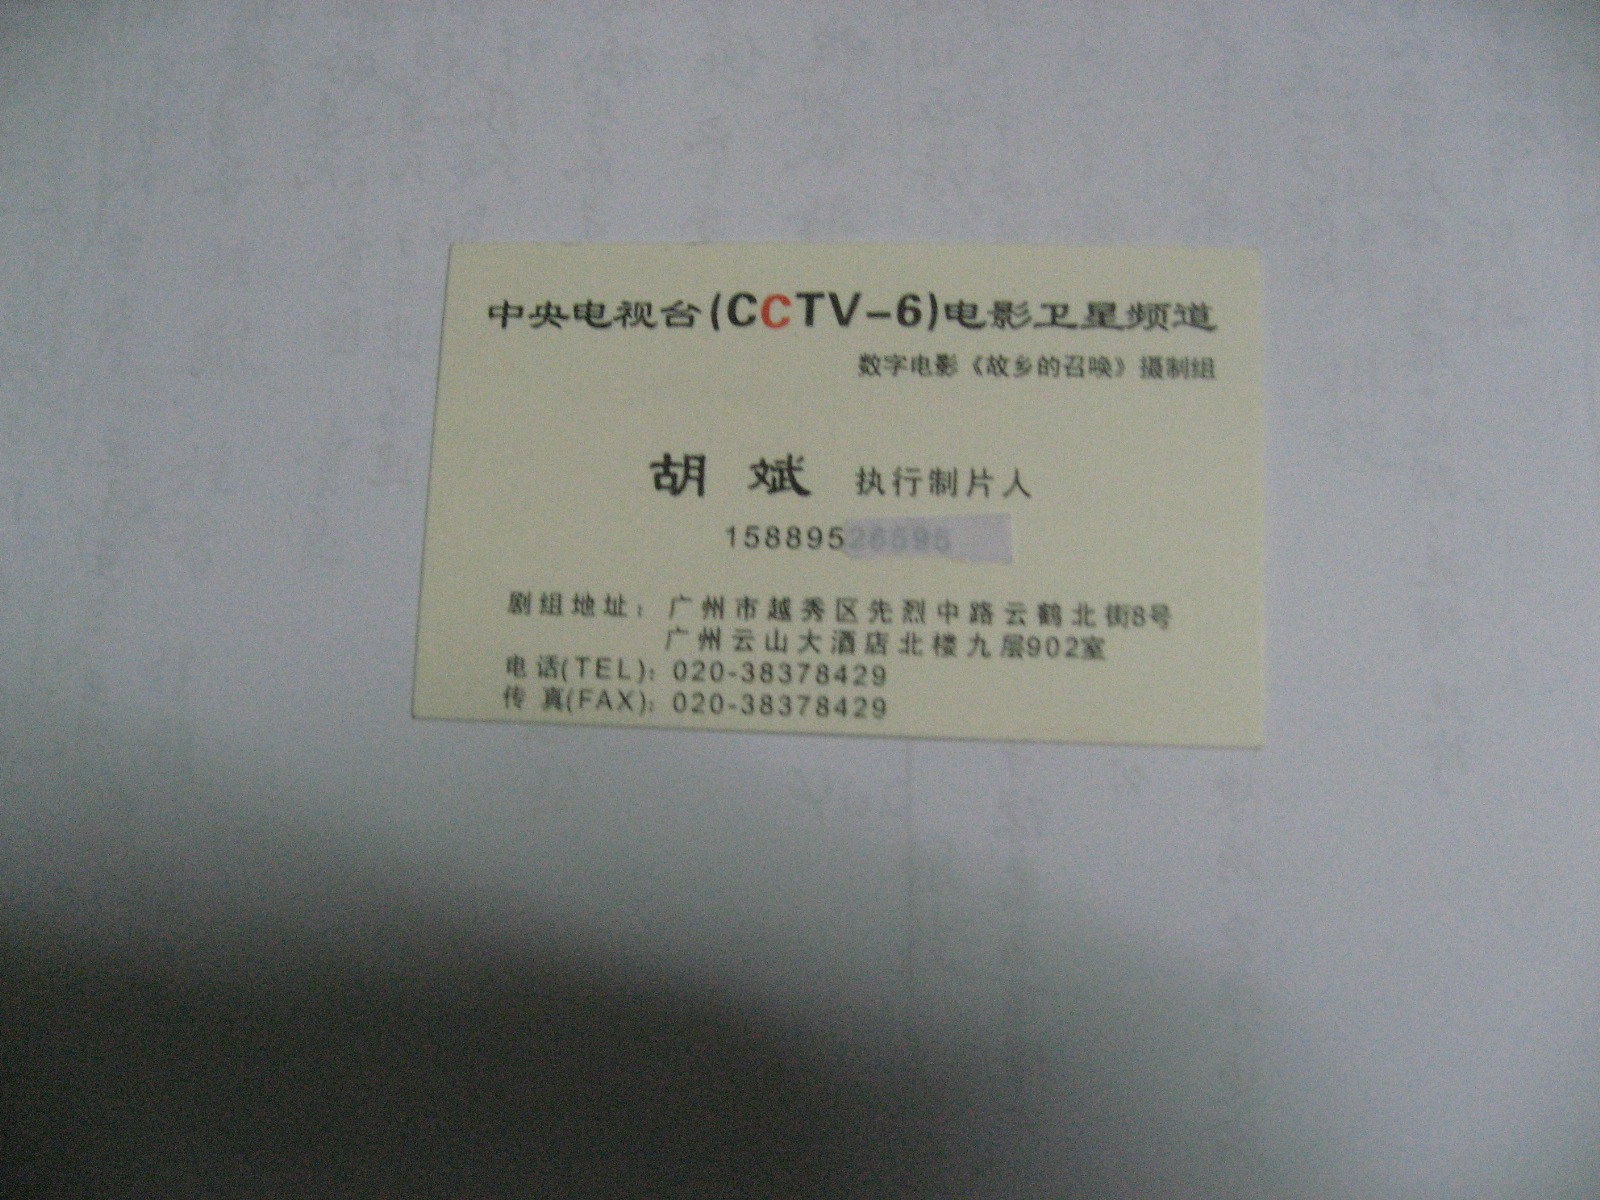 中央电视台(CCTV-6)电影卫星频道
数字电影《故乡的召唤》摄制组
胡 斌 执行制片人
158895
剧组地址：广州市越秀区先烈中路云鹤北街8号
广州云山大酒店北楼九层902室
电话(TEL)：020-38378429
传真(FAX)：020-38378429